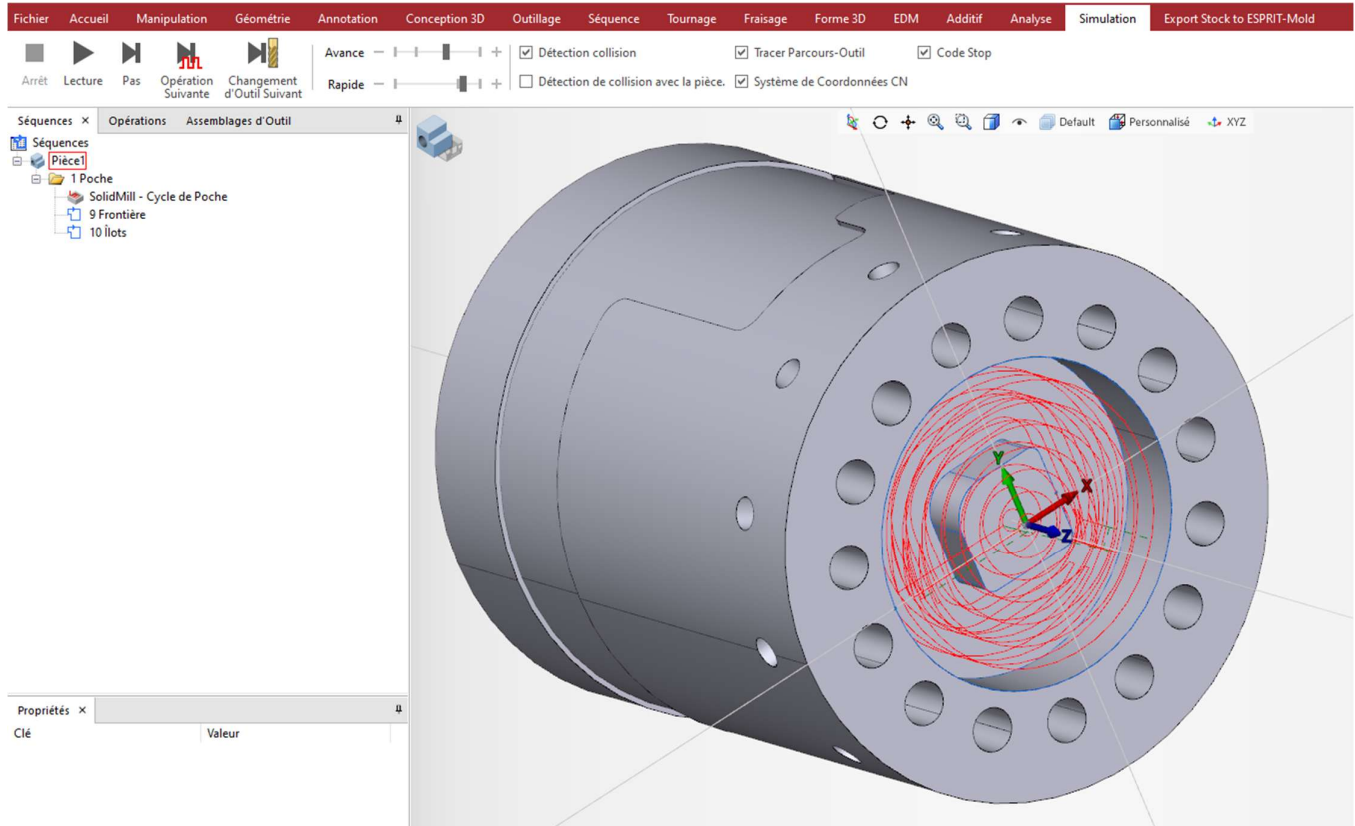 Fichier Accueil Manipulation Géométrie Annotation Conception 3D Outillage Séquence Tournage Fraisage Forme 3D EDM Additif Analyse Simulation Export Stock to ESPRIT-Mold
Arrêt Lecture Pas Opération Suivante Changement d'Outil Suivant
Avance Détection collision Tracer Parcours-Outil Code Stop
Rapide Détection de collision avec la pièce. Système de Coordonnées CN
Séquences Opérations Assemblages d'Outil
Default Personnalisé XYZ
Séquences
Pièce1
1 Poche
SolidMill - Cycle de Poche
9 Frontière
10 Îlots
Y
X
Z
Propriétés
Clé Valeur